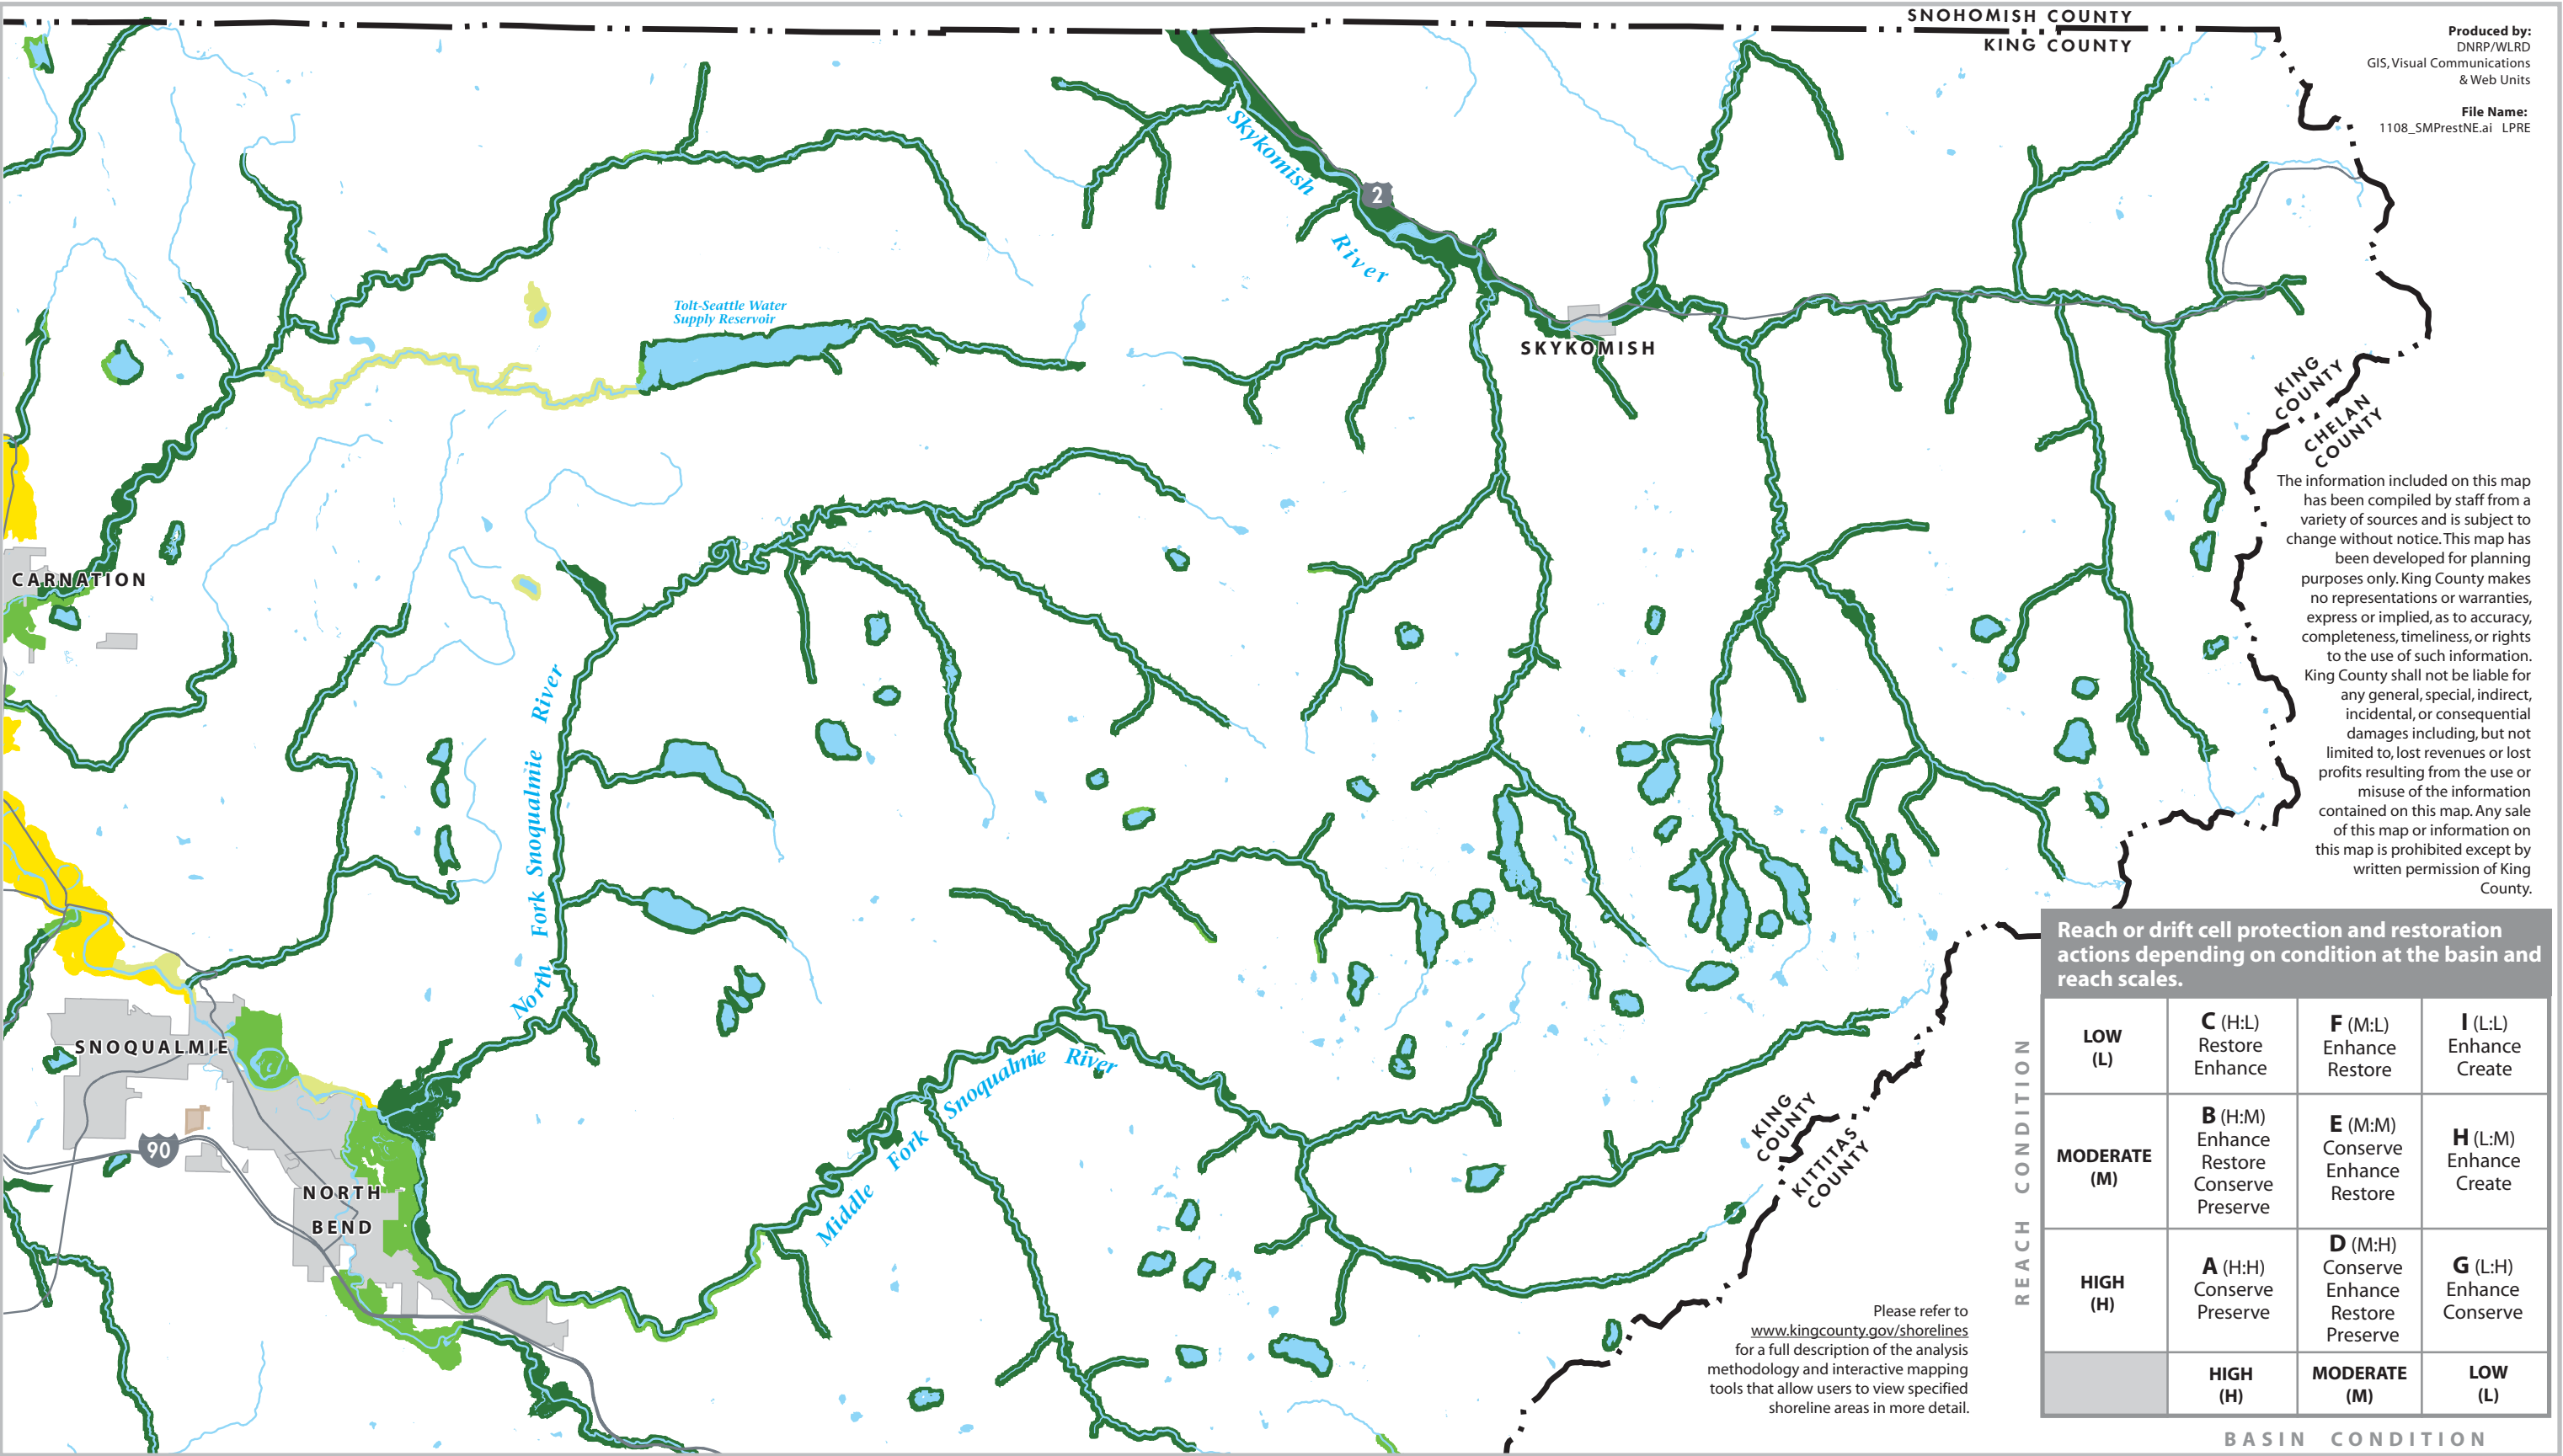 SNOHOMISH COUNTY
KING COUNTY
Produced by:
DNRP/WLRD
GIS, Visual Communications
& Web Units
File Name:
1108_SMPrestNE.ai LPRE
Skykomish
River
2
Tolt-Seattle Water
Supply Reservoir
SKYKOMISH
KING
COUNTY
CHELAN
COUNTY
The information included on this map
has been compiled by staff from a
variety of sources and is subject to
change without notice. This map has
been developed for planning
purposes only. King County makes
no representations or warranties,
express or implied, as to accuracy,
completeness, timeliness, or rights
to the use of such information.
King County shall not be liable for
any general, special, indirect,
incidental, or consequential
damages including, but not
limited to, lost revenues or lost
profits resulting from the use or
misuse of the information
contained on this map. Any sale
of this map or information on
this map is prohibited except by
written permission of King
County.
CARNATION
North Fork Snoqualmie River
SNOQUALMIE
90
NORTH
BEND
Middle Fork Snoqualmie River
KING
COUNTY
KITTITAS
COUNTY
Please refer to
www.kingcounty.gov/shorelines
for a full description of the analysis
methodology and interactive mapping
tools that allow users to view specified
shoreline areas in more detail.
Reach or drift cell protection and restoration
actions depending on condition at the basin and
reach scales.
REACH CONDITION
LOW
(L)
C (H:L)
Restore
Enhance
F (M:L)
Enhance
Restore
I (L:L)
Enhance
Create
MODERATE
(M)
B (H:M)
Enhance
Restore
Conserve
Preserve
E (M:M)
Conserve
Enhance
Restore
H (L:M)
Enhance
Create
HIGH
(H)
A (H:H)
Conserve
Preserve
D (M:H)
Conserve
Enhance
Restore
Preserve
G (L:H)
Enhance
Conserve
HIGH
(H)
MODERATE
(M)
LOW
(L)
BASIN CONDITION